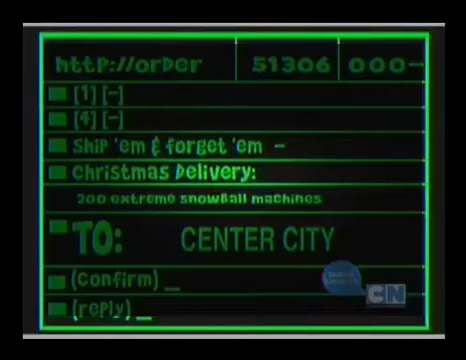 http://order 51306 000-
[1] [-]
[4] [-]
Ship 'em & forget 'em -
Christmas Delivery:
200 extreme snowball machines
TO: CENTER CITY
(Confirm) _
(reply) _
CN